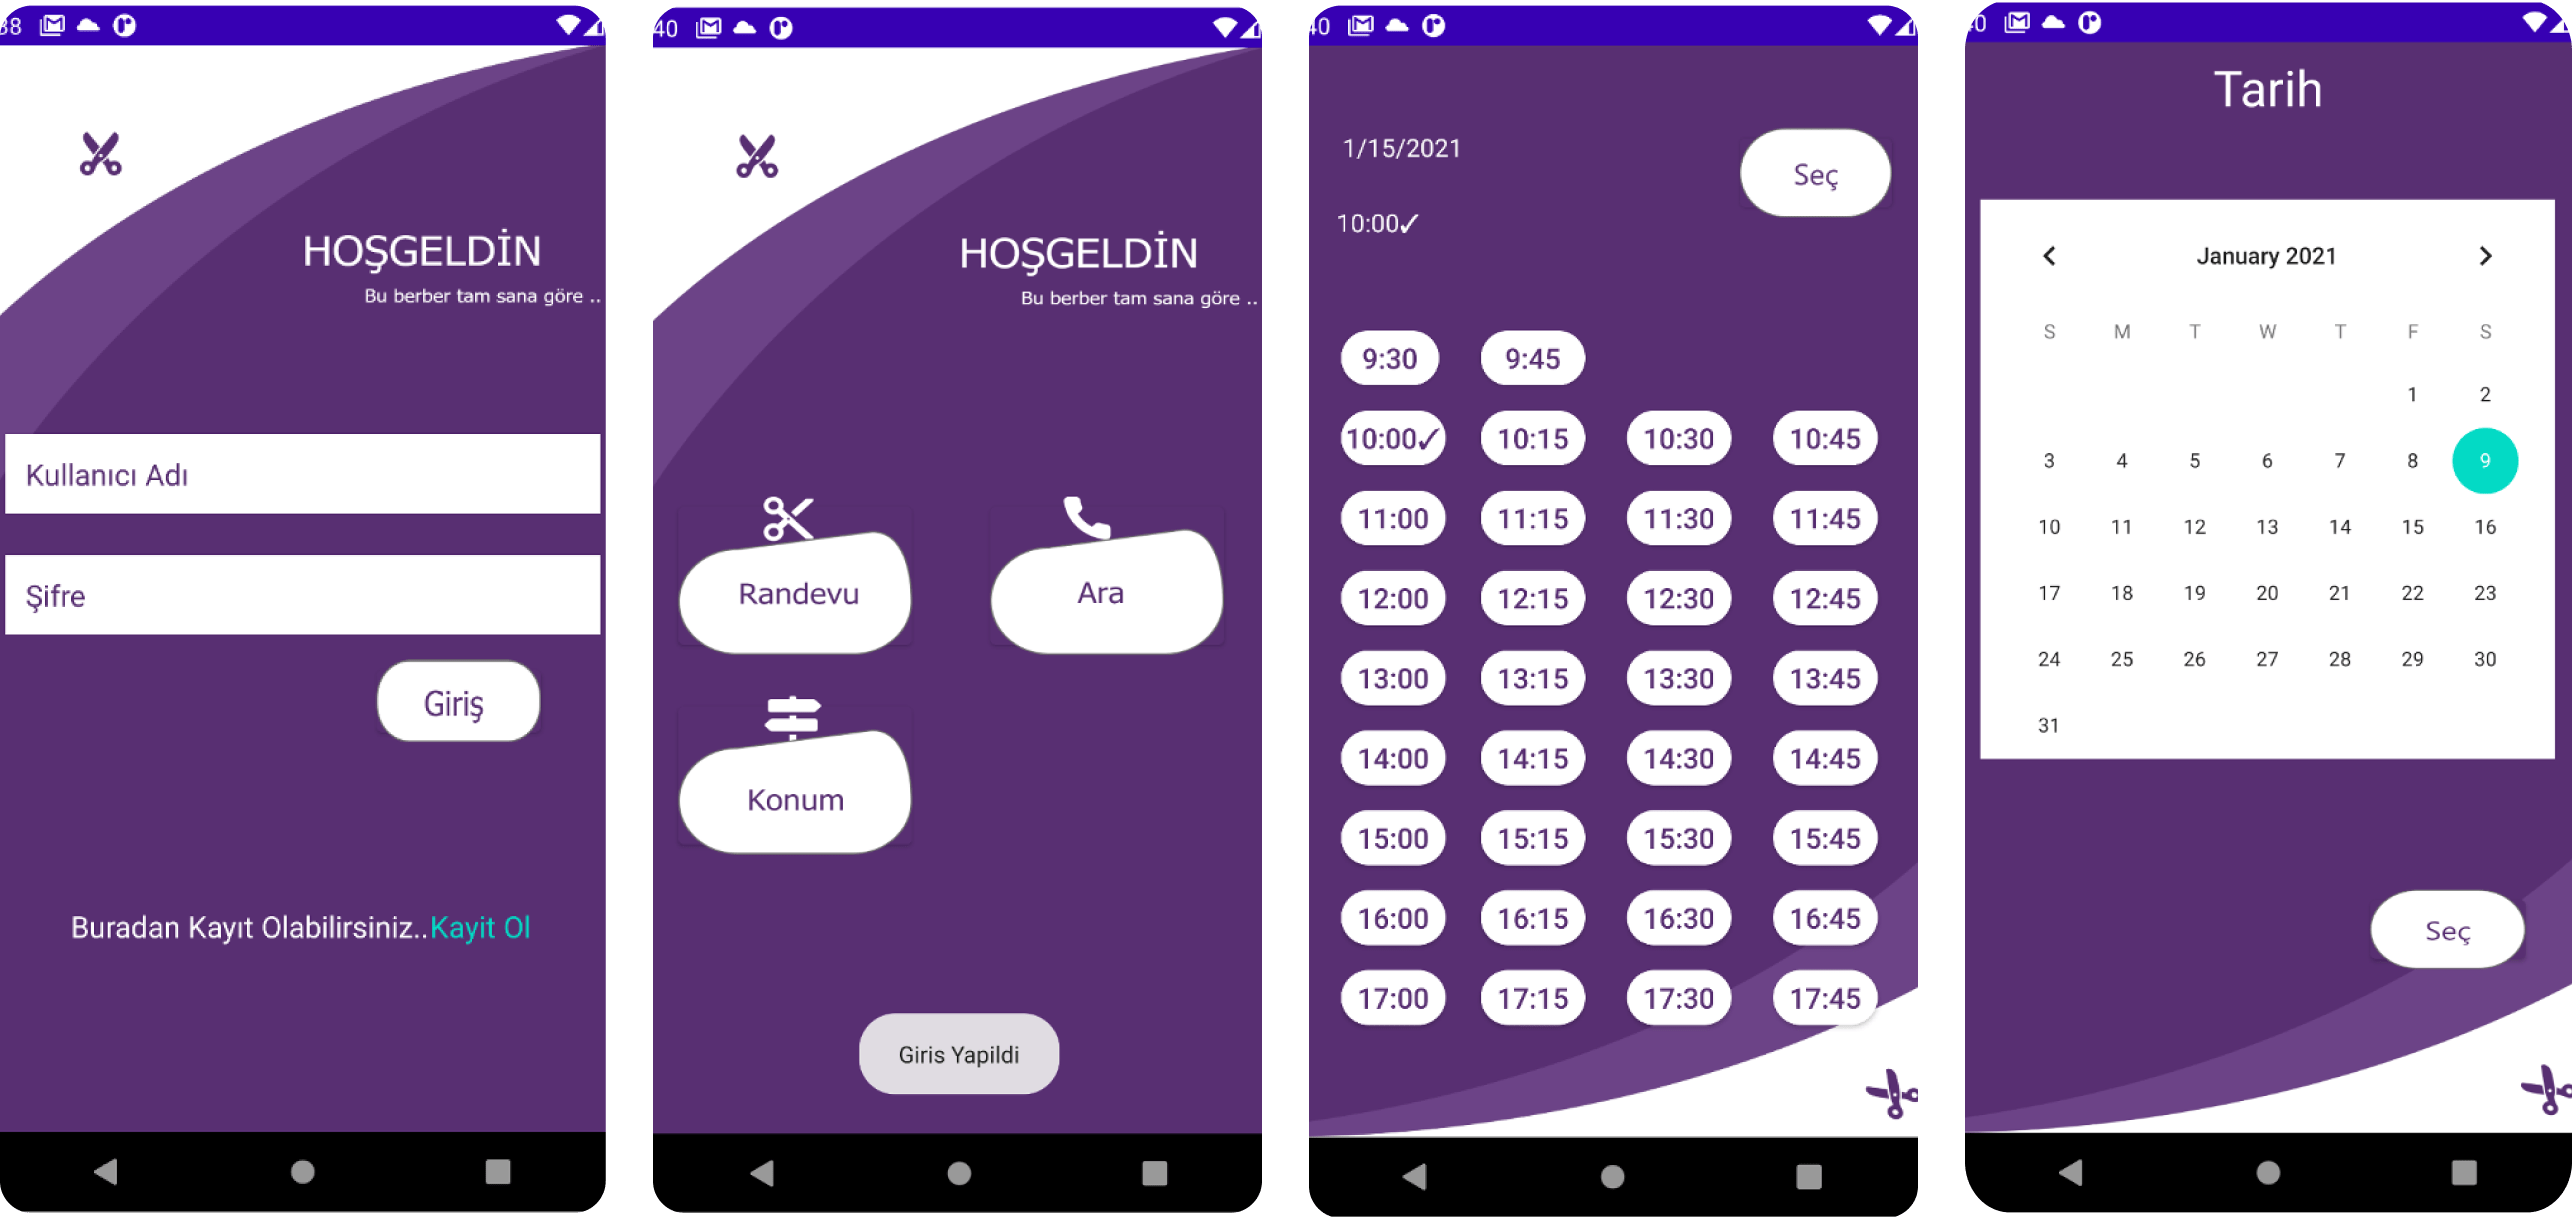 38
HOŞGELDİN
Bu berber tam sana göre ..
Kullanıcı Adı
Şifre
Giriş
Buradan Kayıt Olabilirsiniz..Kayit Ol
40
HOŞGELDİN
Bu berber tam sana göre ..
Randevu
Ara
Konum
Giris Yapildi
40
1/15/2021
Seç
10:00✓
9:30 9:45
10:00✓ 10:15 10:30 10:45
11:00 11:15 11:30 11:45
12:00 12:15 12:30 12:45
13:00 13:15 13:30 13:45
14:00 14:15 14:30 14:45
15:00 15:15 15:30 15:45
16:00 16:15 16:30 16:45
17:00 17:15 17:30 17:45
0
Tarih
January 2021
S M T W T F S
1 2
3 4 5 6 7 8 9
10 11 12 13 14 15 16
17 18 19 20 21 22 23
24 25 26 27 28 29 30
31
Seç